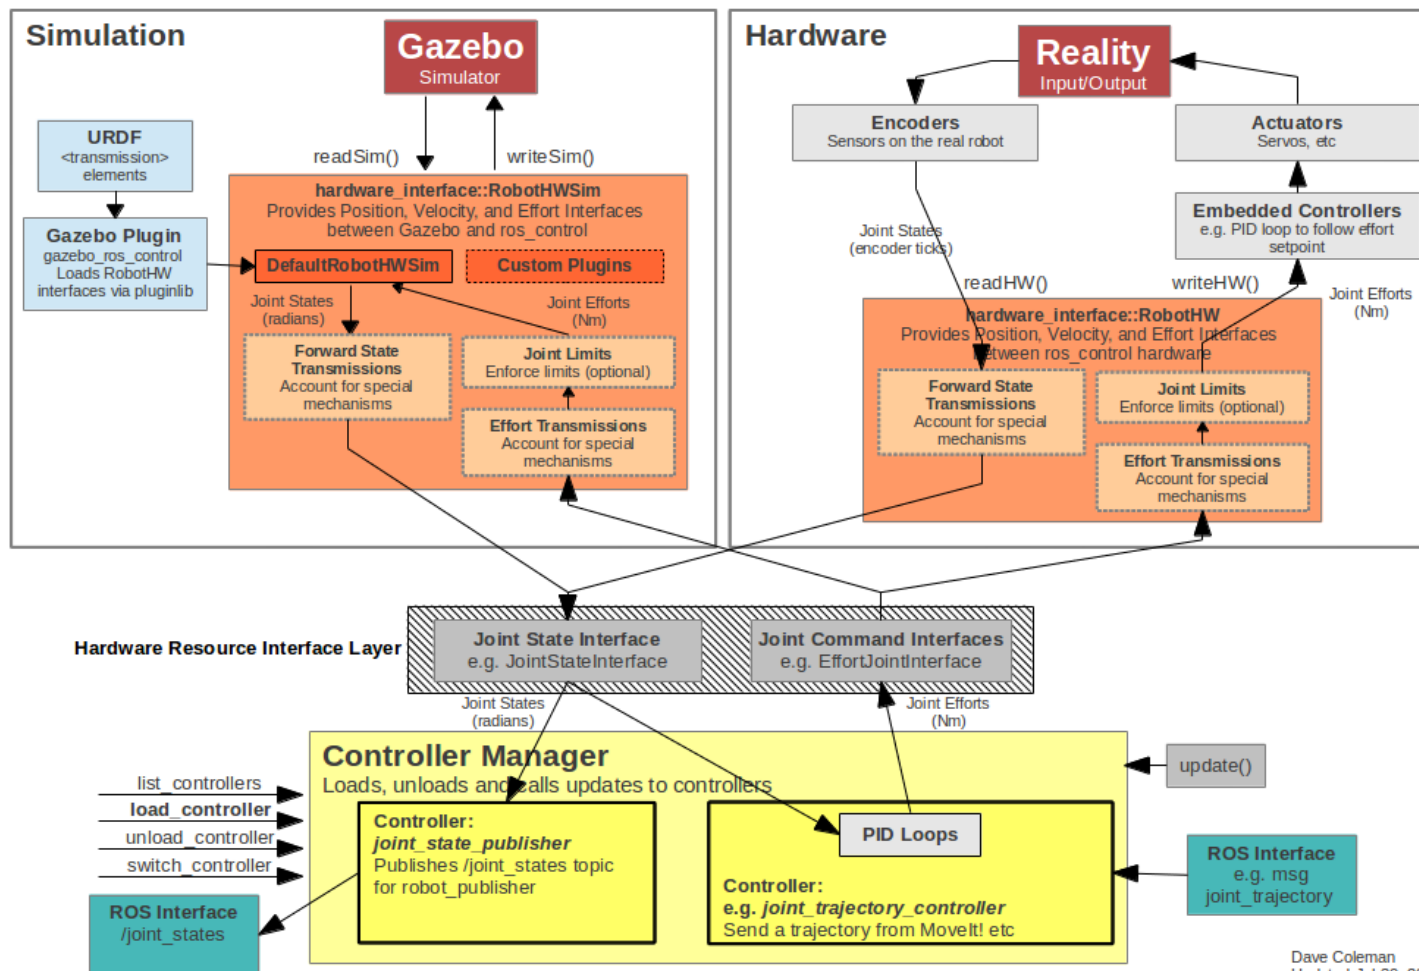 Simulation
Gazebo
Simulator
URDF
<transmission>
elements
readSim()
writeSim()
Gazebo Plugin
gazebo_ros_control
Loads RobotHW
interfaces via pluginlib
hardware_interface::RobotHWSim
Provides Position, Velocity, and Effort Interfaces
between Gazebo and ros_control
DefaultRobotHWSim
Custom Plugins
Joint States
(radians)
Joint Efforts
(Nm)
Forward State
Transmissions
Account for special
mechanisms
Joint Limits
Enforce limits (optional)
Effort Transmissions
Account for special
mechanisms
Hardware
Reality
Input/Output
Encoders
Sensors on the real robot
Actuators
Servos, etc
Embedded Controllers
e.g. PID loop to follow effort
setpoint
Joint States
(encoder ticks)
readHW()
writeHW()
Joint Efforts
(Nm)
hardware_interface::RobotHW
Provides Position, Velocity, and Effort Interfaces
between ros_control hardware
Forward State
Transmissions
Account for special
mechanisms
Joint Limits
Enforce limits (optional)
Effort Transmissions
Account for special
mechanisms
Hardware Resource Interface Layer
Joint State Interface
e.g. JointStateInterface
Joint Command Interfaces
e.g. EffortJointInterface
Joint States
(radians)
Joint Efforts
(Nm)
Controller Manager
Loads, unloads and calls updates to controllers
update()
list_controllers
load_controller
unload_controller
switch_controller
Controller:
joint_state_publisher
Publishes /joint_states topic
for robot_publisher
PID Loops
Controller:
e.g. joint_trajectory_controller
Send a trajectory from MoveIt! etc
ROS Interface
e.g. msg
joint_trajectory
ROS Interface
/joint_states
Dave Coleman